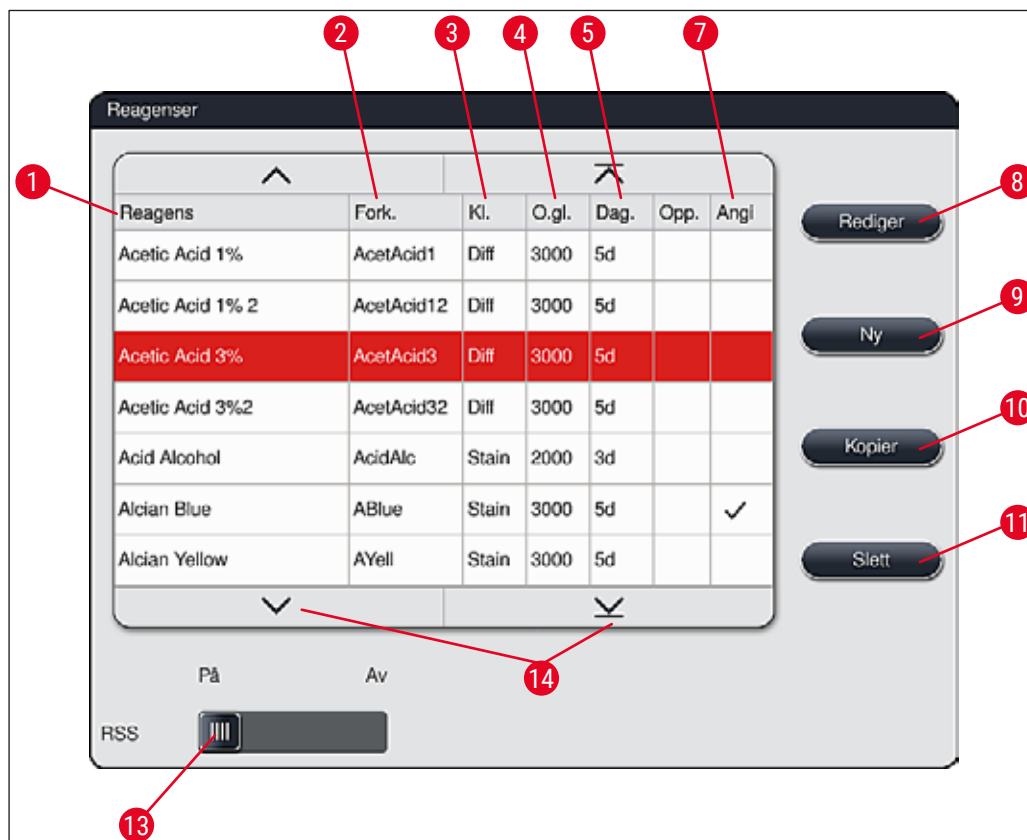 2 3 4 5 7
Reagenser
1
8
Reagens Fork. Kl. O.gl. Dag. Opp. Angi
Rediger
Acetic Acid 1% AcetAcid1 Diff 3000 5d
Acetic Acid 1% 2 AcetAcid12 Diff 3000 5d
9
Ny
Acetic Acid 3% AcetAcid3 Diff 3000 5d
Acetic Acid 3%2 AcetAcid32 Diff 3000 5d
10
Kopier
Acid Alcohol AcidAlc Stain 2000 3d
Alcian Blue ABlue Stain 3000 5d ✓
11
Alcian Yellow AYell Stain 3000 5d
Slett
14
På Av
RSS
13